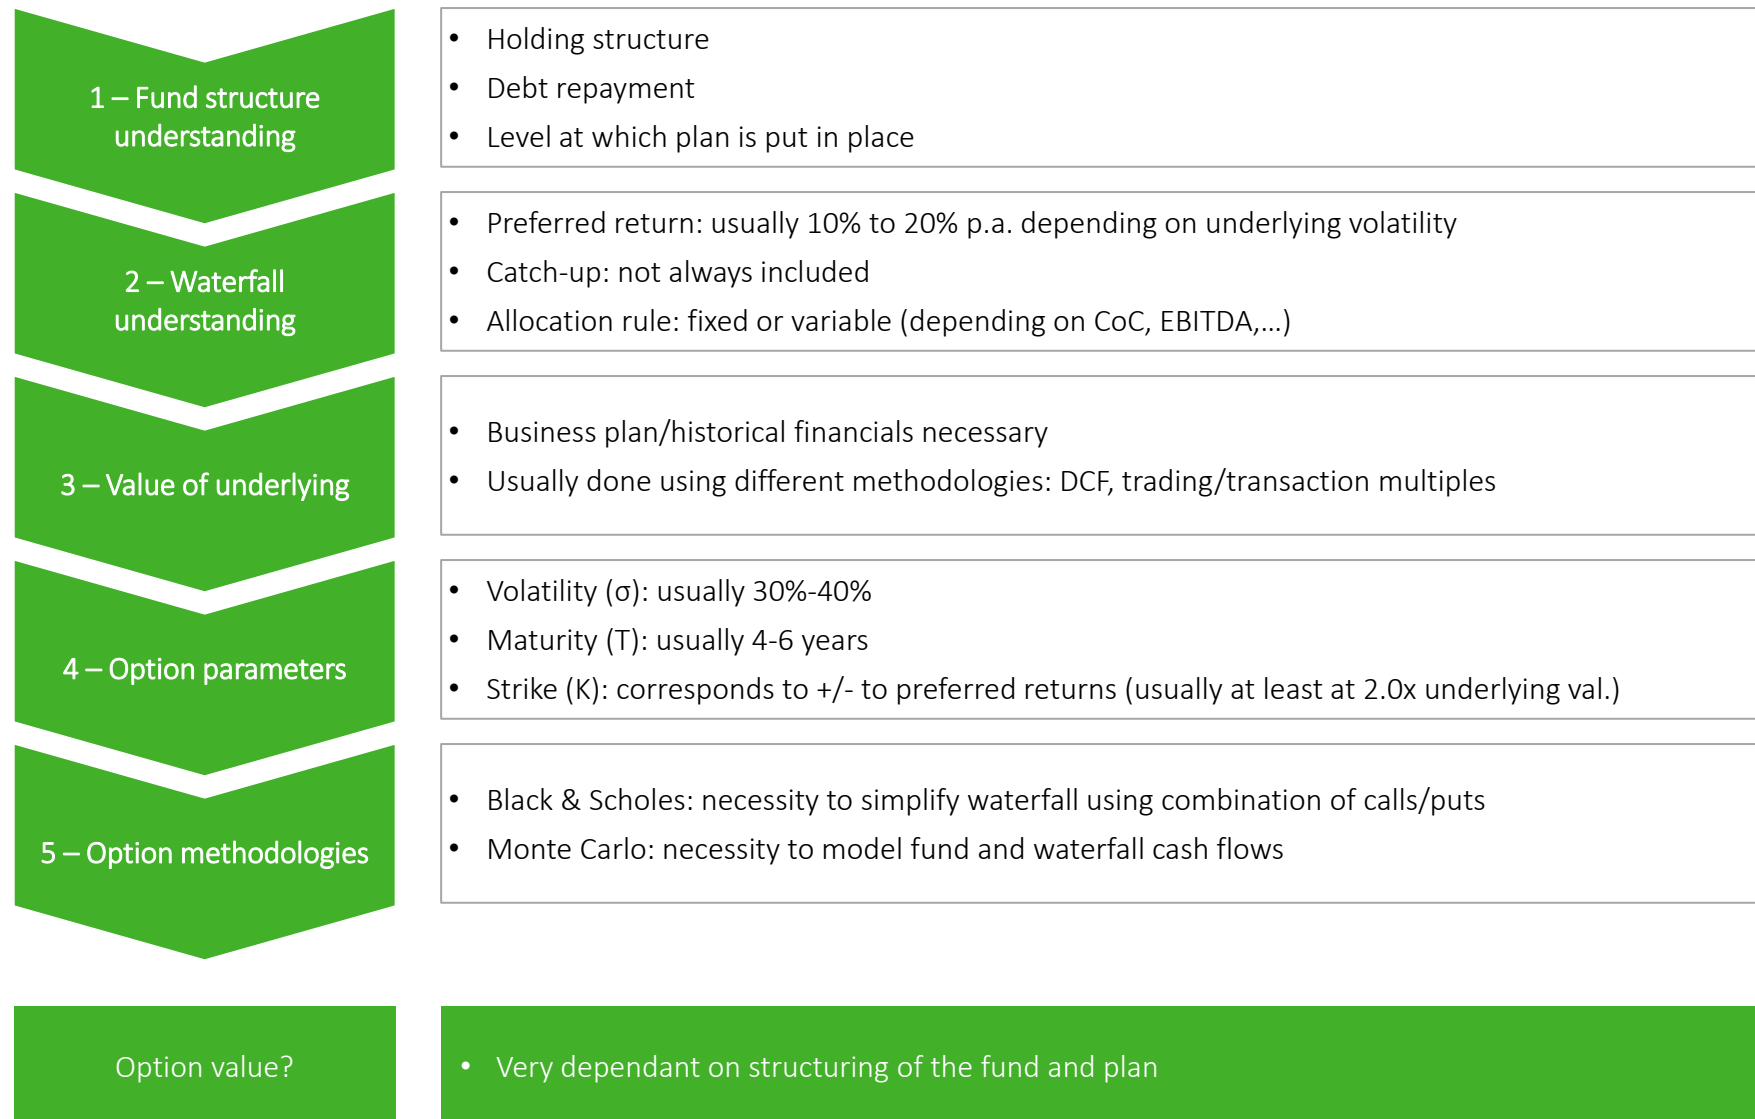 1 – Fund structure
understanding
• Holding structure
• Debt repayment
• Level at which plan is put in place
2 – Waterfall
understanding
• Preferred return: usually 10% to 20% p.a. depending on underlying volatility
• Catch-up: not always included
• Allocation rule: fixed or variable (depending on CoC, EBITDA,...)
3 – Value of underlying
• Business plan/historical financials necessary
• Usually done using different methodologies: DCF, trading/transaction multiples
4 – Option parameters
• Volatility (σ): usually 30%-40%
• Maturity (T): usually 4-6 years
• Strike (K): corresponds to +/- to preferred returns (usually at least at 2.0x underlying val.)
5 – Option methodologies
• Black & Scholes: necessity to simplify waterfall using combination of calls/puts
• Monte Carlo: necessity to model fund and waterfall cash flows
Option value?
• Very dependant on structuring of the fund and plan